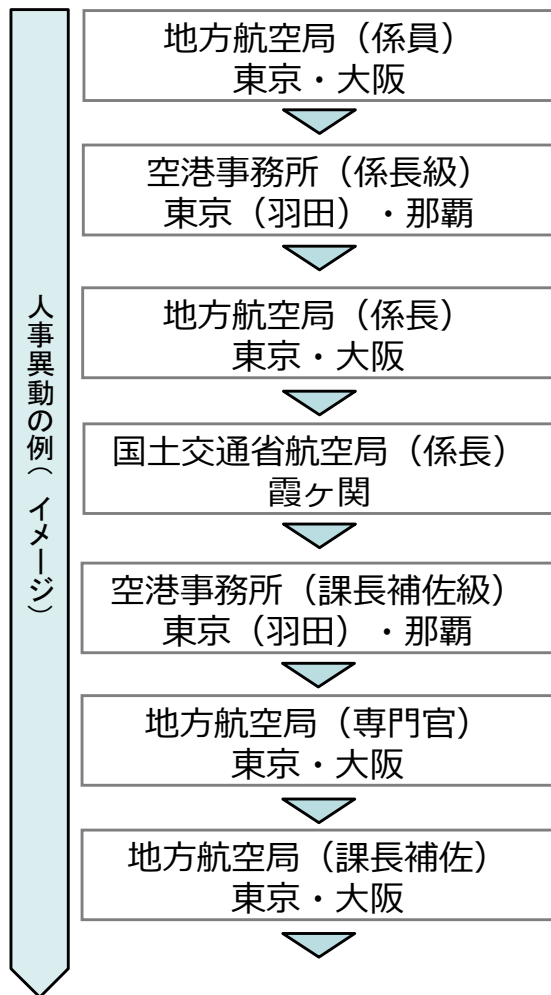 人事異動の例（イメージ）
地方航空局（係員）
東京・大阪
空港事務所（係長級）
東京（羽田）・那覇
地方航空局（係長）
東京・大阪
国土交通省航空局（係長）
霞ヶ関
空港事務所（課長補佐級）
東京（羽田）・那覇
地方航空局（専門官）
東京・大阪
地方航空局（課長補佐）
東京・大阪